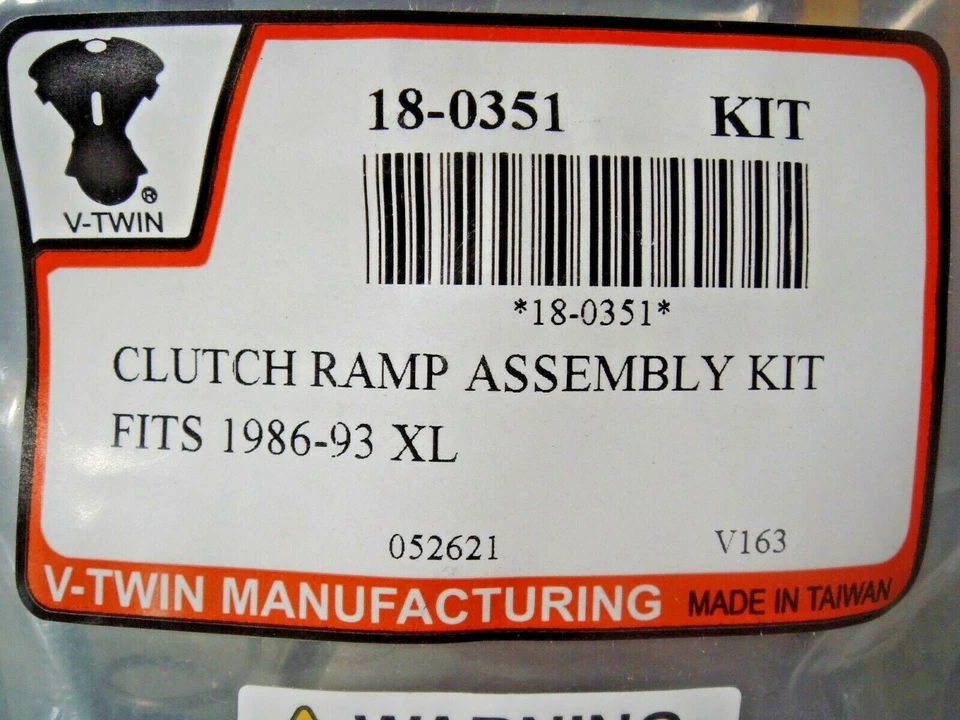 18-0351 KIT
*18-0351*
®
V-TWIN
CLUTCH RAMP ASSEMBLY KIT
FITS 1986-93 XL
052621 V163
V-TWIN MANUFACTURING MADE IN TAIWAN
WARNING